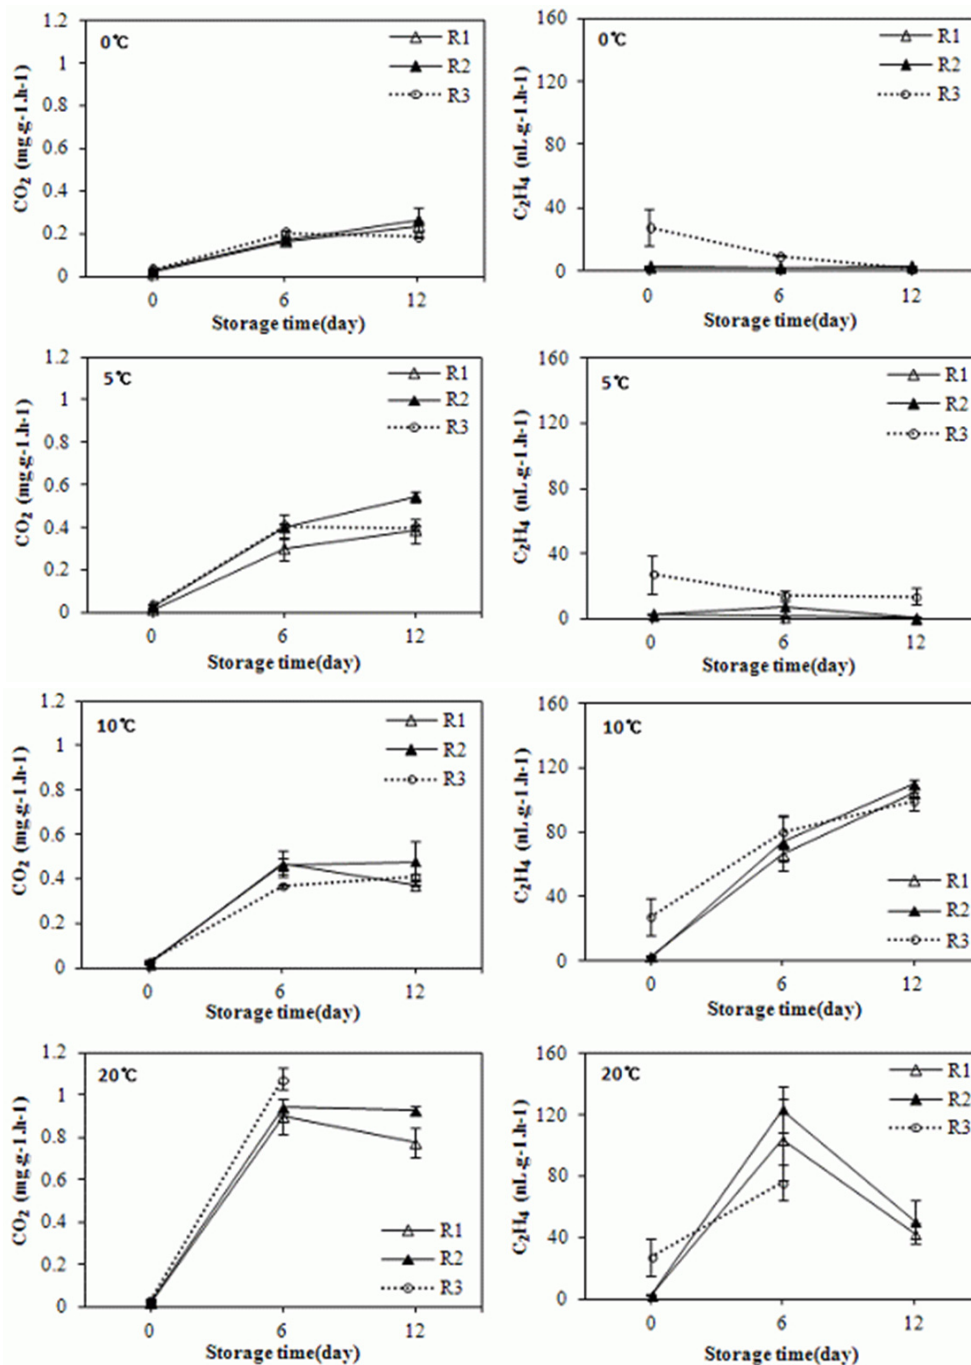 0℃
R1
R2
R3
CO2 (mg.g-1.h-1)
1.2
1
0.8
0.6
0.4
0.2
0
0 6 12
Storage time(day)
0℃
R1
R2
R3
C2H4 (nL.g-1.h-1)
160
120
80
40
0
0 6 12
Storage time(day)
5℃
R1
R2
R3
CO2 (mg.g-1.h-1)
1.2
1
0.8
0.6
0.4
0.2
0
0 6 12
Storage time(day)
5℃
R1
R2
R3
C2H4 (nL.g-1.h-1)
160
120
80
40
0
0 6 12
Storage time(day)
10℃
R1
R2
R3
CO2 (mg.g-1.h-1)
1.2
1
0.8
0.6
0.4
0.2
0
0 6 12
Storage time(day)
10℃
R1
R2
R3
C2H4 (nL.g-1.h-1)
160
120
80
40
0
0 6 12
Storage time(day)
20℃
R1
R2
R3
CO2 (mg.g-1.h-1)
1.2
1
0.8
0.6
0.4
0.2
0
0 6 12
Storage time(day)
20℃
R1
R2
R3
C2H4 (nL.g-1.h-1)
160
120
80
40
0
0 6 12
Storage time(day)